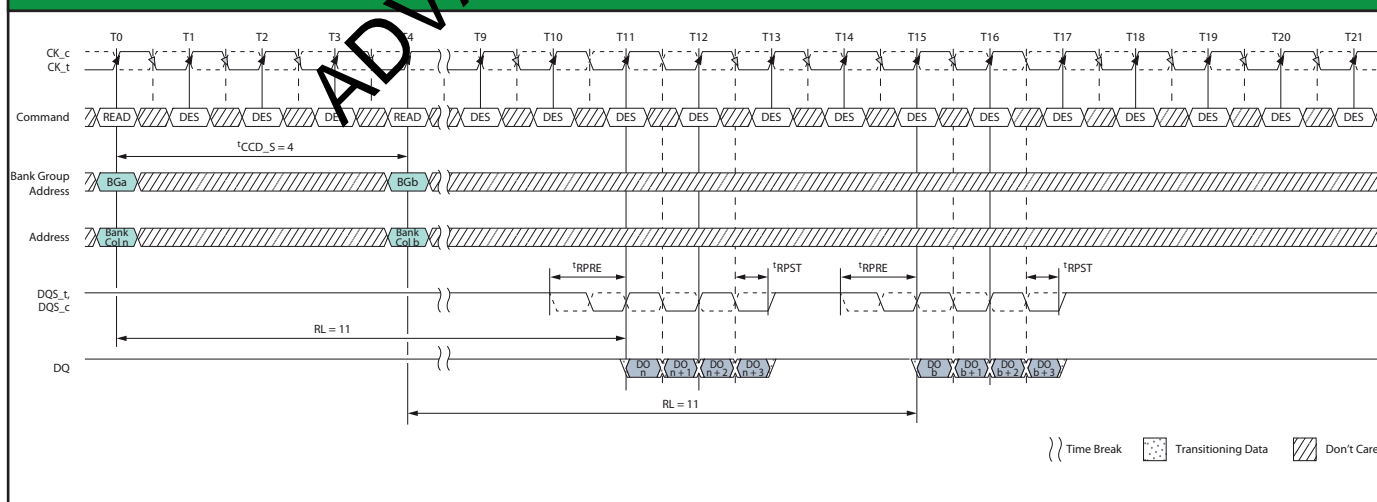 ADV
T0 T1 T2 T3 T4 T9 T10 T11 T12 T13 T14 T15 T16 T17 T18 T19 T20 T21
CK_c
CK_t
Command READ DES DES DES READ DES DES DES DES DES DES DES DES DES DES DES DES DES
tCCD_S = 4
Bank Group
Address BGa BGb
Address Bank
Col n Bank
Col b
tRPRE tRPST tRPRE tRPST
DQS_t,
DQS_c
RL = 11
DQ DO
n DO
n + 1 DO
n + 2 DO
n + 3 DO
b DO
b + 1 DO
b + 2 DO
b + 3
RL = 11
Time Break Transitioning Data Don't Care